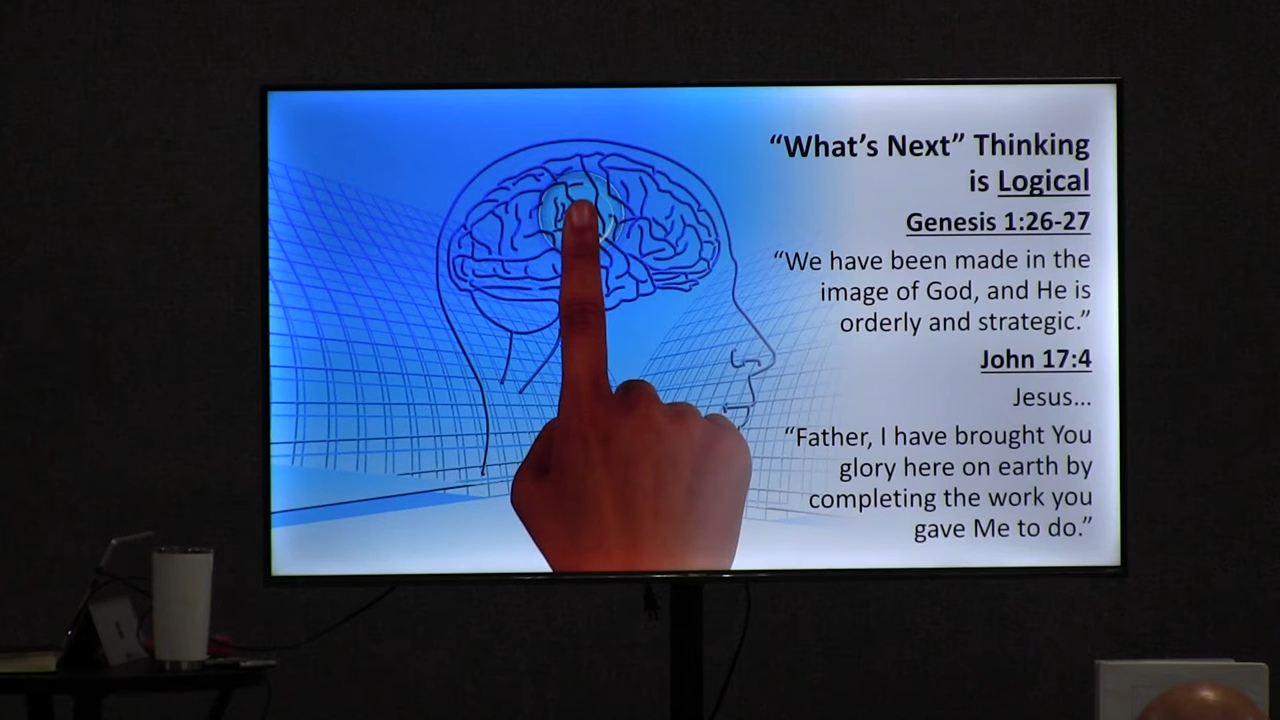 “What’s Next” Thinking
is Logical
Genesis 1:26-27
“We have been made in the
image of God, and He is
orderly and strategic.”
John 17:4
Jesus…
“Father, I have brought You
glory here on earth by
completing the work you
gave Me to do.”